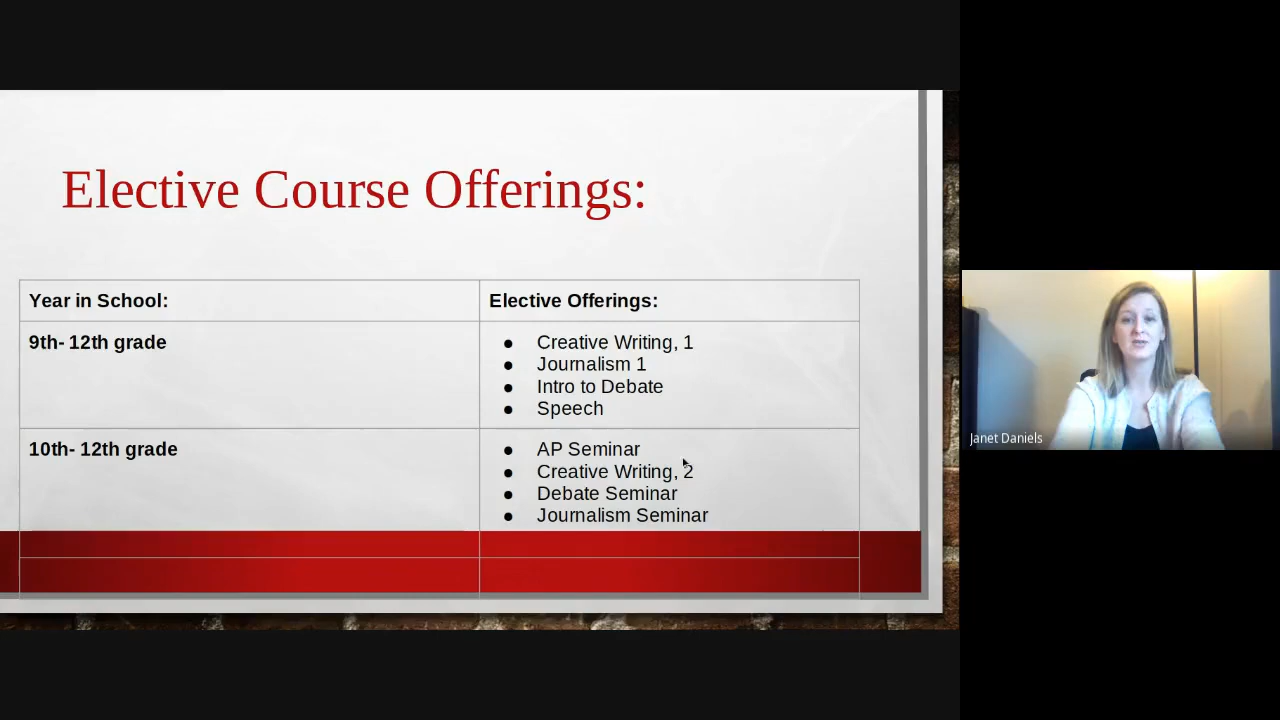 Elective Course Offerings:
Year in School:
Elective Offerings:
9th- 12th grade
● Creative Writing, 1
● Journalism 1
● Intro to Debate
● Speech
10th- 12th grade
● AP Seminar
● Creative Writing, 2
● Debate Seminar
● Journalism Seminar
Janet Daniels